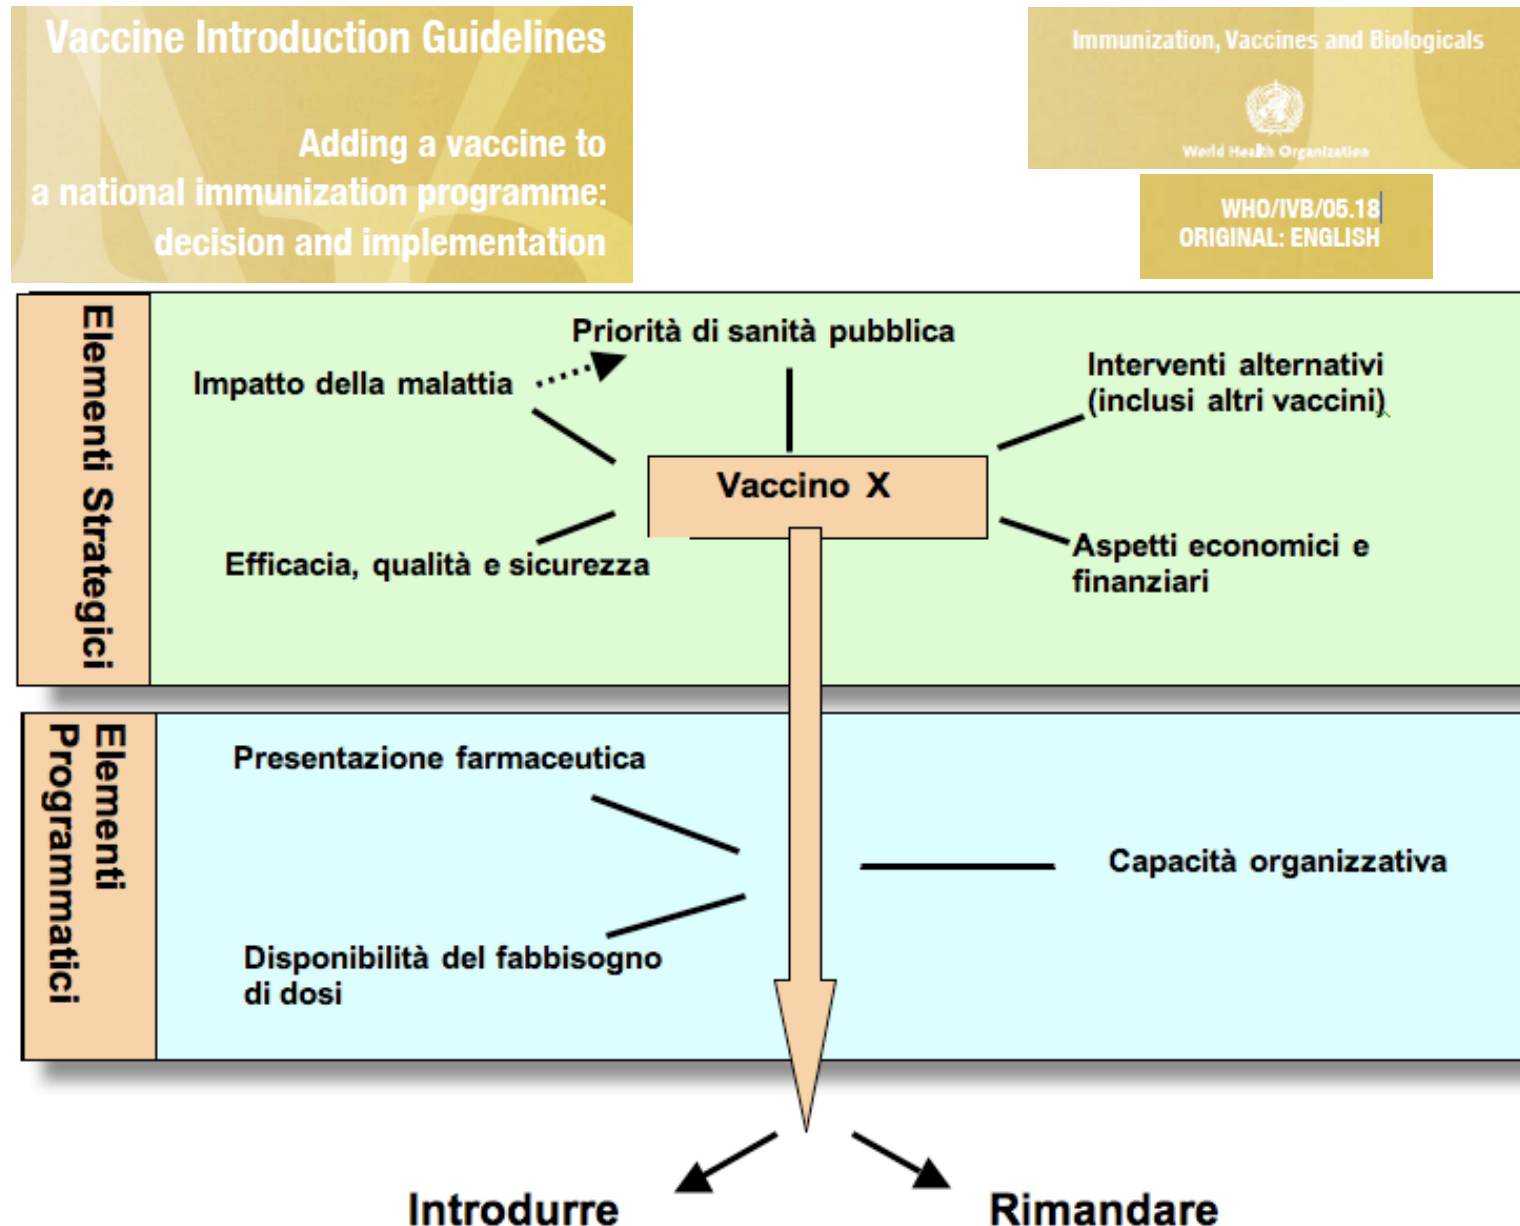 Vaccine Introduction Guidelines
Adding a vaccine to
a national immunization programme:
decision and implementation
Immunization, Vaccines and Biologicals
World Health Organization
WHO/IVB/05.18
ORIGINAL: ENGLISH
Elementi Strategici
Priorità di sanità pubblica
Impatto della malattia
Interventi alternativi
(inclusi altri vaccini)
Vaccino X
Efficacia, qualità e sicurezza
Aspetti economici e
finanziari
Elementi
Programmatici
Presentazione farmaceutica
Capacità organizzativa
Disponibilità del fabbisogno
di dosi
Introdurre
Rimandare